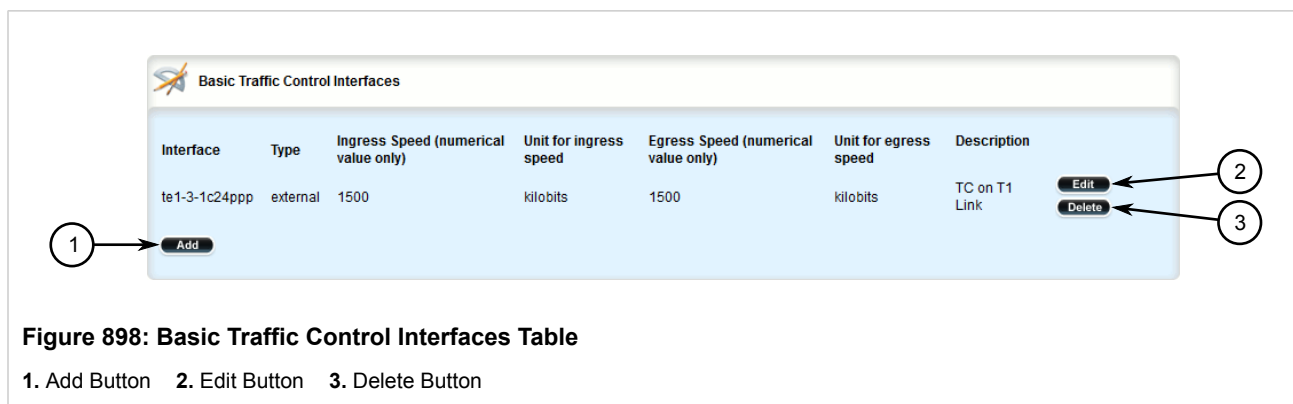 Basic Traffic Control Interfaces
Interface Type Ingress Speed (numerical value only) Unit for ingress speed Egress Speed (numerical value only) Unit for egress speed Description
te1-3-1c24ppp external 1500 kilobits 1500 kilobits TC on T1 Link
Edit
Delete
Add
1
2
3
Figure 898: Basic Traffic Control Interfaces Table
1. Add Button 2. Edit Button 3. Delete Button